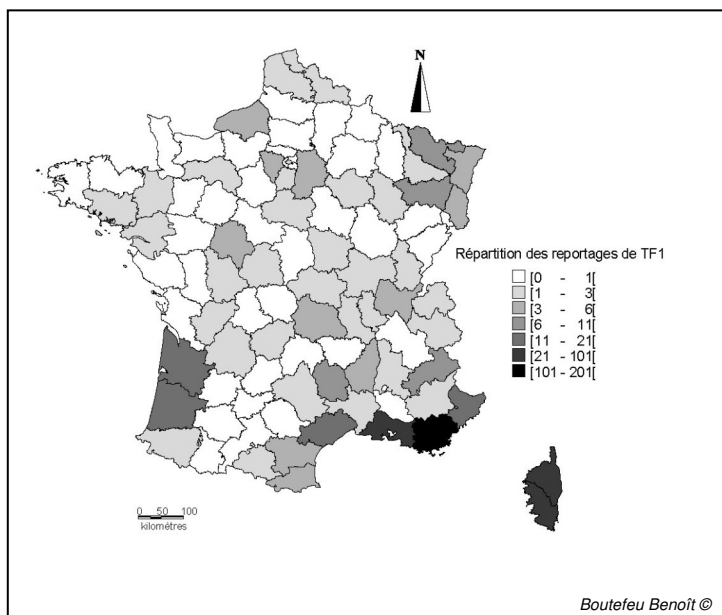 N
Répartition des reportages de TF1
[0 - 1[
[1 - 3[
[3 - 6[
[6 - 11[
[11 - 21[
[21 - 101[
[101 - 201[
0 50 100
kilomètres
Boutefeu Benoît ©